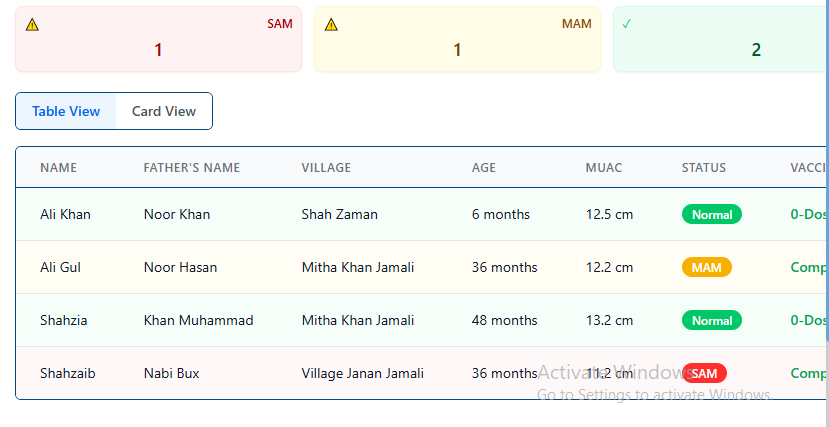 SAM
1
MAM
1
✓
2
Table View Card View
NAME FATHER'S NAME VILLAGE AGE MUAC STATUS VACCI
Ali Khan Noor Khan Shah Zaman 6 months 12.5 cm Normal 0-Dos
Ali Gul Noor Hasan Mitha Khan Jamali 36 months 12.2 cm MAM Comp
Shahzia Khan Muhammad Mitha Khan Jamali 48 months 13.2 cm Normal 0-Dos
Shahzaib Nabi Bux Village Janan Jamali 36 months 11.2 cm SAM Comp
Activate Windows
Go to Settings to activate Windows.